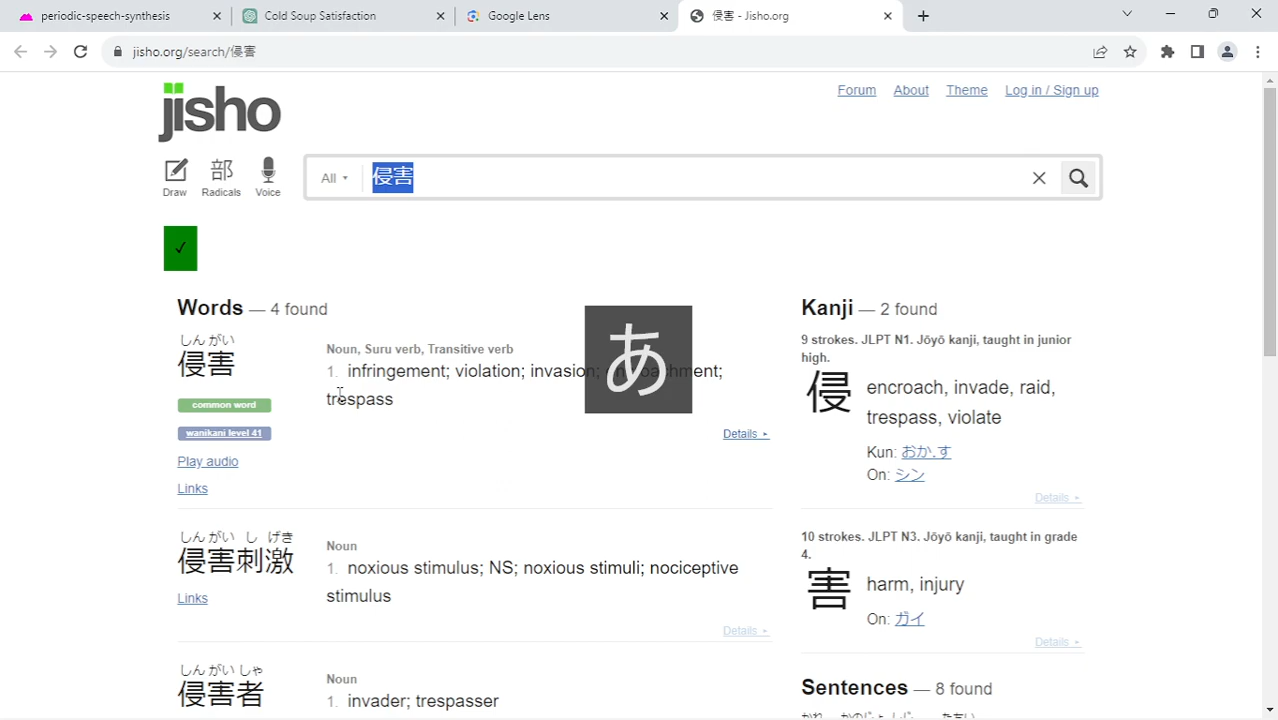 periodic-speech-synthesis
Cold Soup Satisfaction
Google Lens
侵害 - Jisho.org
jisho.org/search/侵害
jisho
Forum
About
Theme
Log in / Sign up
Draw
部
Radicals
Voice
All
侵害
✓
Words — 4 found
しんがい
侵害
common word
wanikani level 41
Play audio
Links
Noun, Suru verb, Transitive verb
1. infringement; violation; invasion;
trespass
Details
あ
しんがいしげき
侵害刺激
Links
Noun
1. noxious stimulus; NS; noxious stimuli; nociceptive
stimulus
Details
しんがいしゃ
侵害者
Noun
1. invader; trespasser
Kanji — 2 found
9 strokes. JLPT N1. Jōyō kanji, taught in junior
high.
侵
encroach, invade, raid,
trespass, violate
Kun: おか.す
On: シン
Details
10 strokes. JLPT N3. Jōyō kanji, taught in grade
4.
害
harm, injury
On: ガイ
Details
Sentences — 8 found